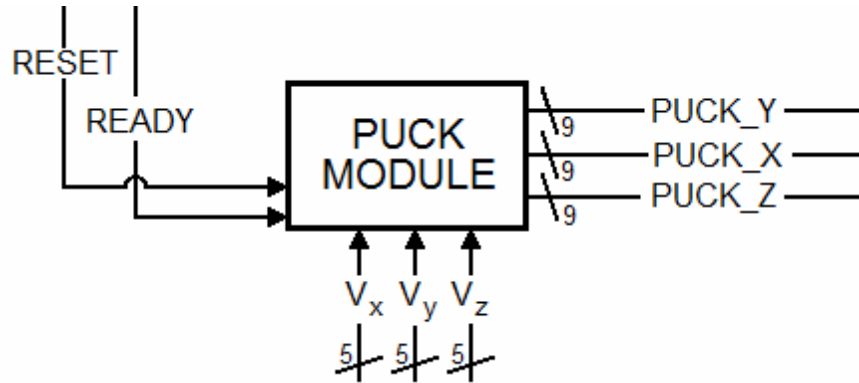 RESET
READY
PUCK
MODULE
9
PUCK_Y
9
PUCK_X
9
PUCK_Z
Vx Vy Vz
5 5 5